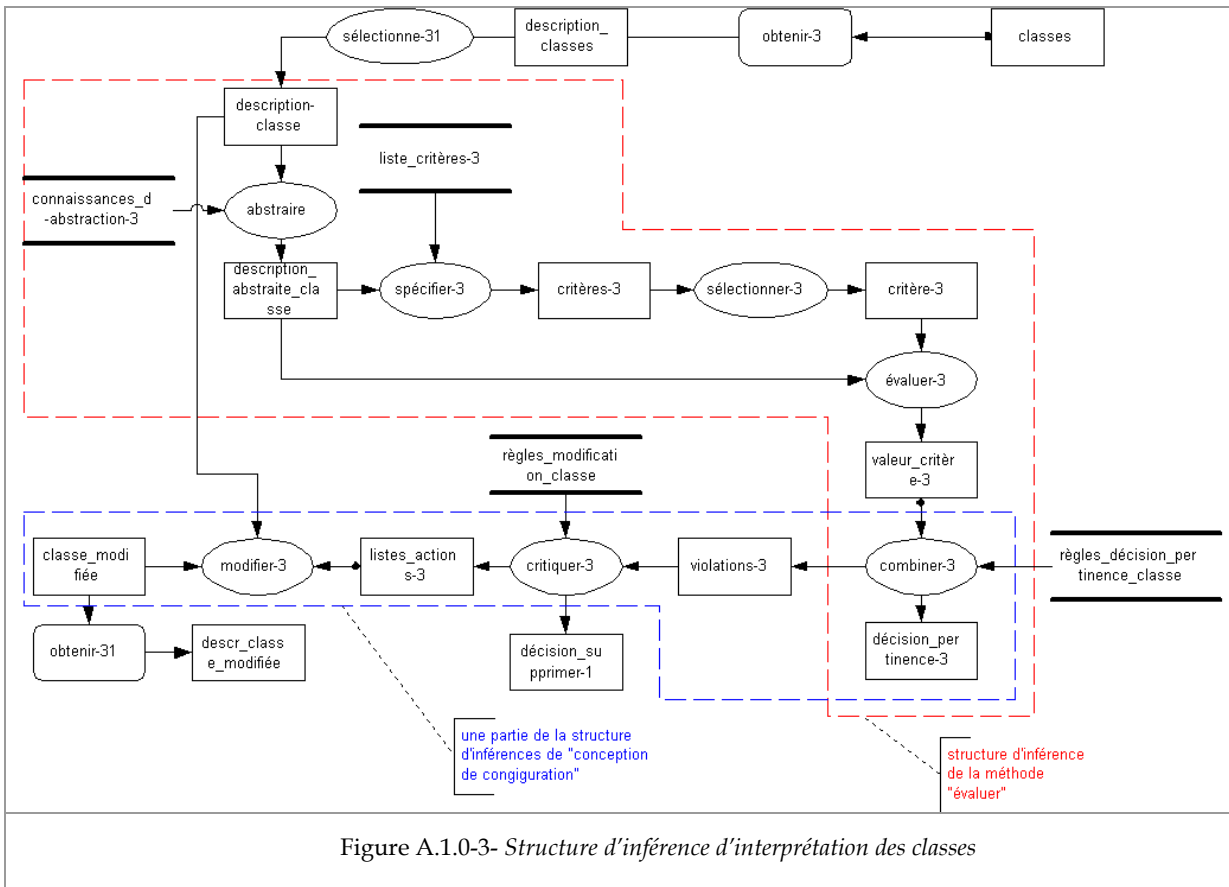 sélectionne-31
description_
classes
obtenir-3
classes
description-
classe
liste_critères-3
connaissances_d
-abstraction-3
abstraire
description_
abstraite_cla
sse
spécifier-3
critères-3
sélectionner-3
critère-3
évaluer-3
règles_modificati
on_classe
valeur_critèr
e-3
classe_modi
fiée
modifier-3
listes_action
s-3
critiquer-3
violations-3
combiner-3
règles_décision_per
tinence_classe
obtenir-31
descr_class
e_modifiée
décision_su
pprimer-1
décision_per
tinence-3
une partie de la structure
d'inférences de "conception
de congiguration"
structure d'inférence
de la méthode
"évaluer"
Figure A.1.0-3- Structure d'inférence d'interprétation des classes